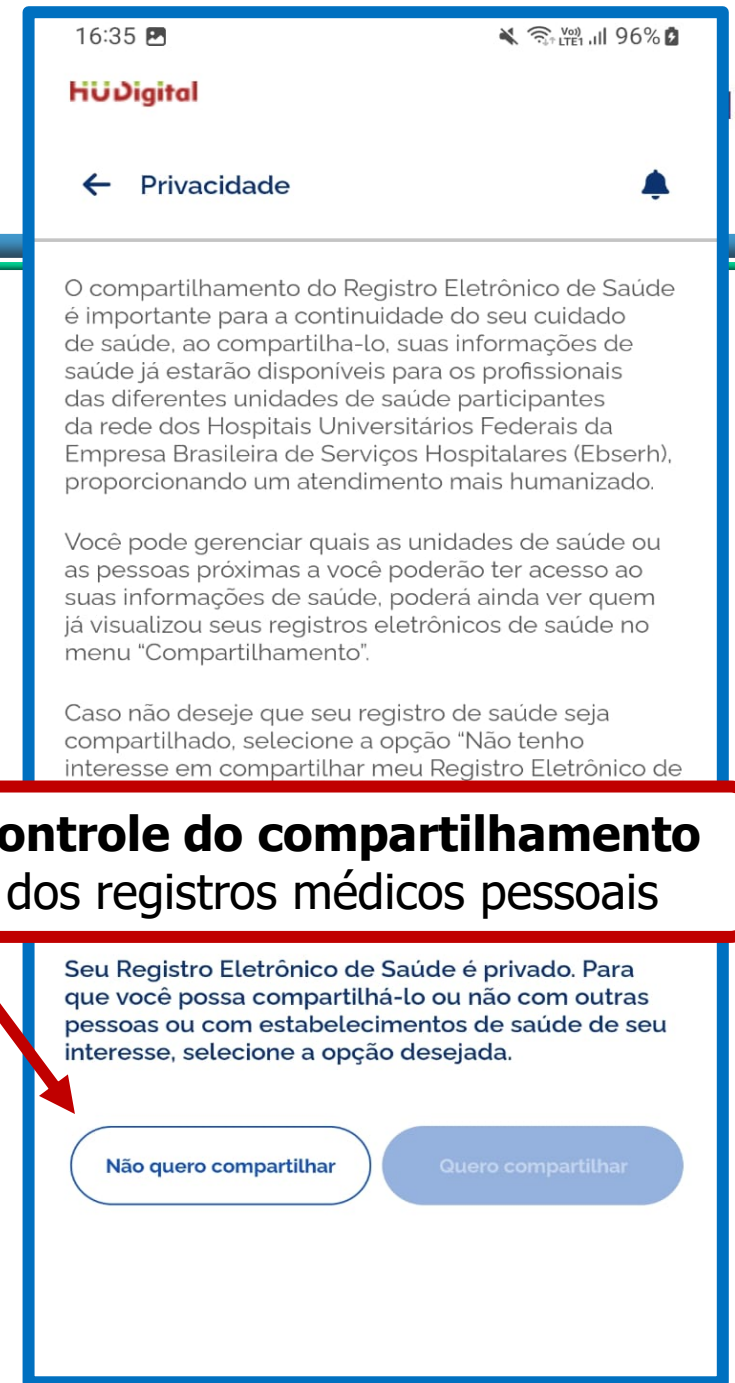 16:35
Vo)) LTE1 96%
HUDigital
Privacidade
O compartilhamento do Registro Eletrônico de Saúde
é importante para a continuidade do seu cuidado
de saúde, ao compartilha-lo, suas informações de
saúde já estarão disponíveis para os profissionais
das diferentes unidades de saúde participantes
da rede dos Hospitais Universitários Federais da
Empresa Brasileira de Serviços Hospitalares (Ebserh),
proporcionando um atendimento mais humanizado.
Você pode gerenciar quais as unidades de saúde ou
as pessoas próximas a você poderão ter acesso ao
suas informações de saúde, poderá ainda ver quem
já visualizou seus registros eletrônicos de saúde no
menu “Compartilhamento”.
Caso não deseje que seu registro de saúde seja
compartilhado, selecione a opção “Não tenho
interesse em compartilhar meu Registro Eletrônico de
ontrole do compartilhamento
dos registros médicos pessoais
Seu Registro Eletrônico de Saúde é privado. Para
que você possa compartilhá-lo ou não com outras
pessoas ou com estabelecimentos de saúde de seu
interesse, selecione a opção desejada.
Não quero compartilhar
Quero compartilhar